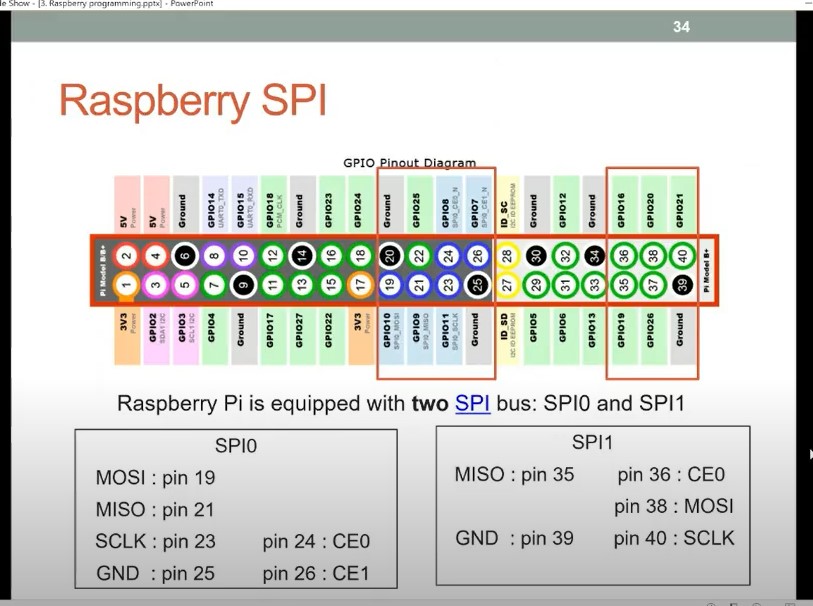 de Show - [3. Raspberry programming.pptx] - PowerPoint
34
Raspberry SPI
GPIO Pinout Diagram
5V Power
5V Power
Ground
GPIO14 UART0_TXD
GPIO15 UART0_RXD
GPIO18 PCM_CLK
Ground
GPIO23
GPIO24
Ground
GPIO25
GPIO8 SPI0_CE0_N
GPIO7 SPI0_CE1_N
ID_SC I2C ID EEPROM
Ground
GPIO12
Ground
GPIO16
GPIO20
GPIO21
Pi Model B/B+
2 4 6 8 10 12 14 16 18 20 22 24 26 28 30 32 34 36 38 40
1 3 5 7 9 11 13 15 17 19 21 23 25 27 29 31 33 35 37 39
Pi Model B+
3V3 Power
GPIO2 SDA1 I2C
GPIO3 SCL1 I2C
GPIO4
Ground
GPIO17
GPIO27
GPIO22
3V3 Power
GPIO10 SPI0_MOSI
GPIO9 SPI0_MISO
GPIO11 SPI0_SCLK
Ground
ID_SD I2C ID EEPROM
GPIO5
GPIO6
GPIO13
GPIO19
GPIO26
Ground
Raspberry Pi is equipped with two SPI bus: SPI0 and SPI1
SPI0
MOSI : pin 19
MISO : pin 21
SCLK : pin 23 pin 24 : CE0
GND : pin 25 pin 26 : CE1
SPI1
MISO : pin 35 pin 36 : CE0
pin 38 : MOSI
GND : pin 39 pin 40 : SCLK